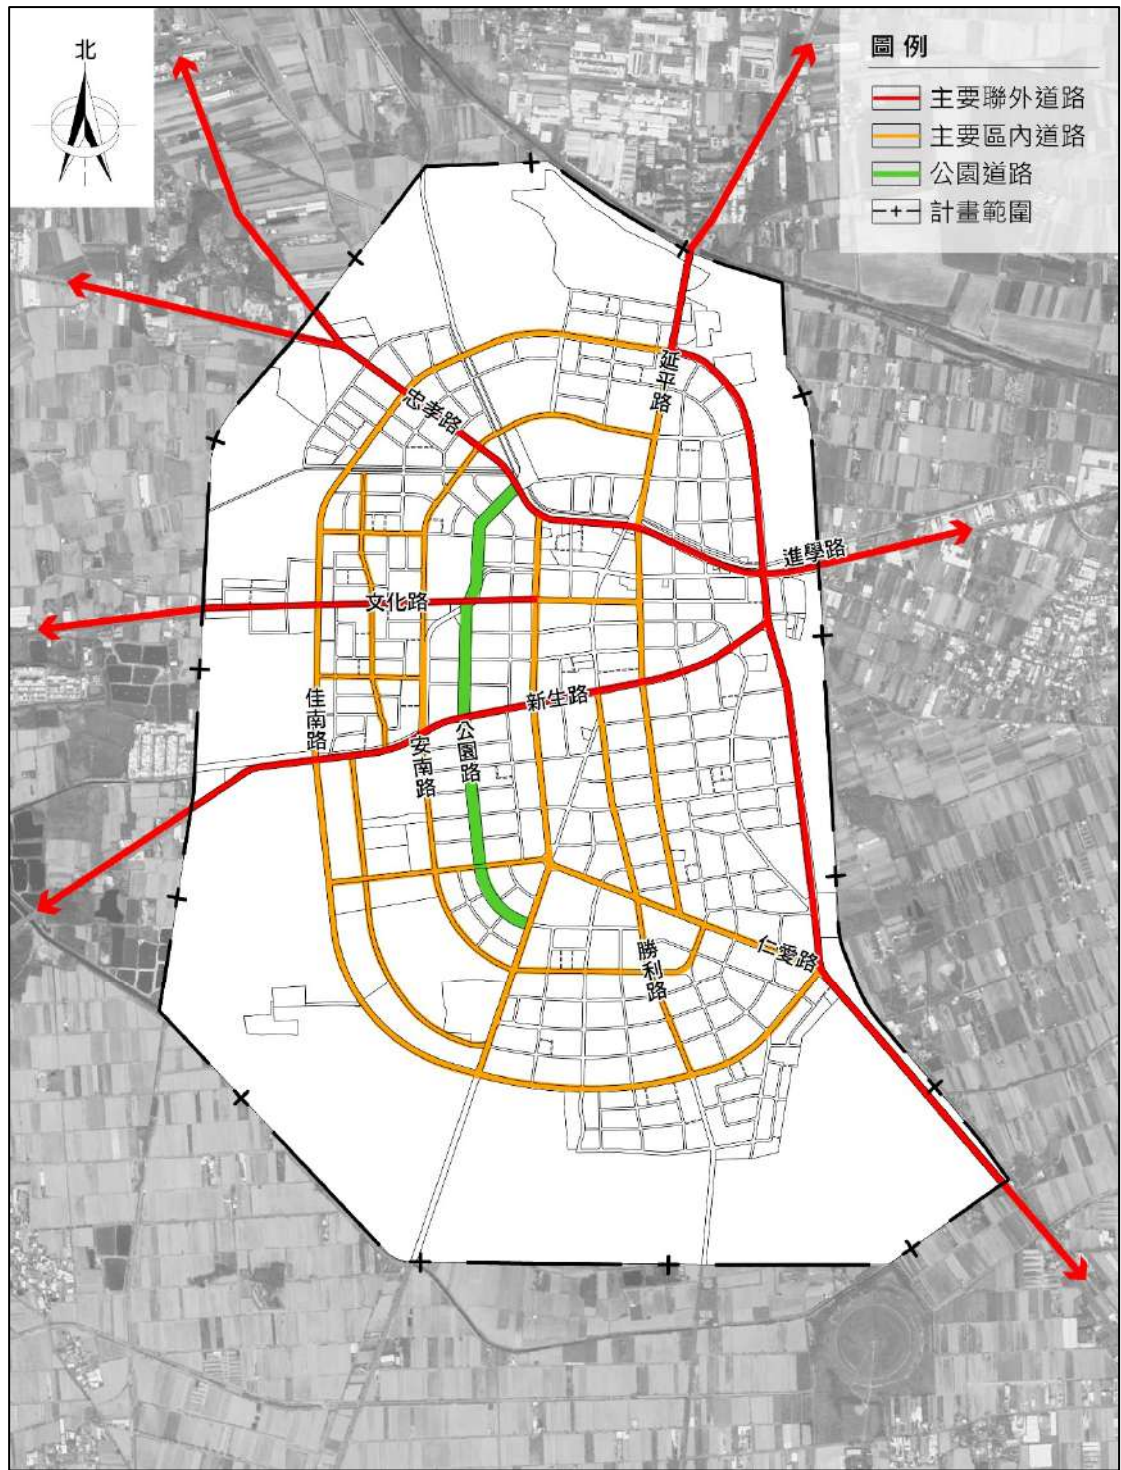 北
圖例
主要聯外道路
主要區內道路
公園道路
計畫範圍
延平路
忠孝路
進學路
文化路
新生路
佳南路
安南路
公園路
勝利路
仁愛路